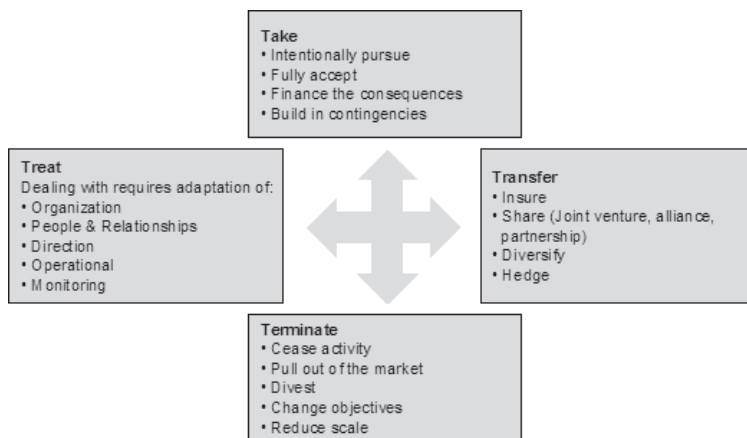 Take
• Intentionally pursue
• Fully accept
• Finance the consequences
• Build in contingencies
Treat
Dealing with requires adaptation of:
• Organization
• People & Relationships
• Direction
• Operational
• Monitoring
Transfer
• Insure
• Share (Joint venture, alliance,
partnership)
• Diversify
• Hedge
Terminate
• Cease activity
• Pull out of the market
• Divest
• Change objectives
• Reduce scale